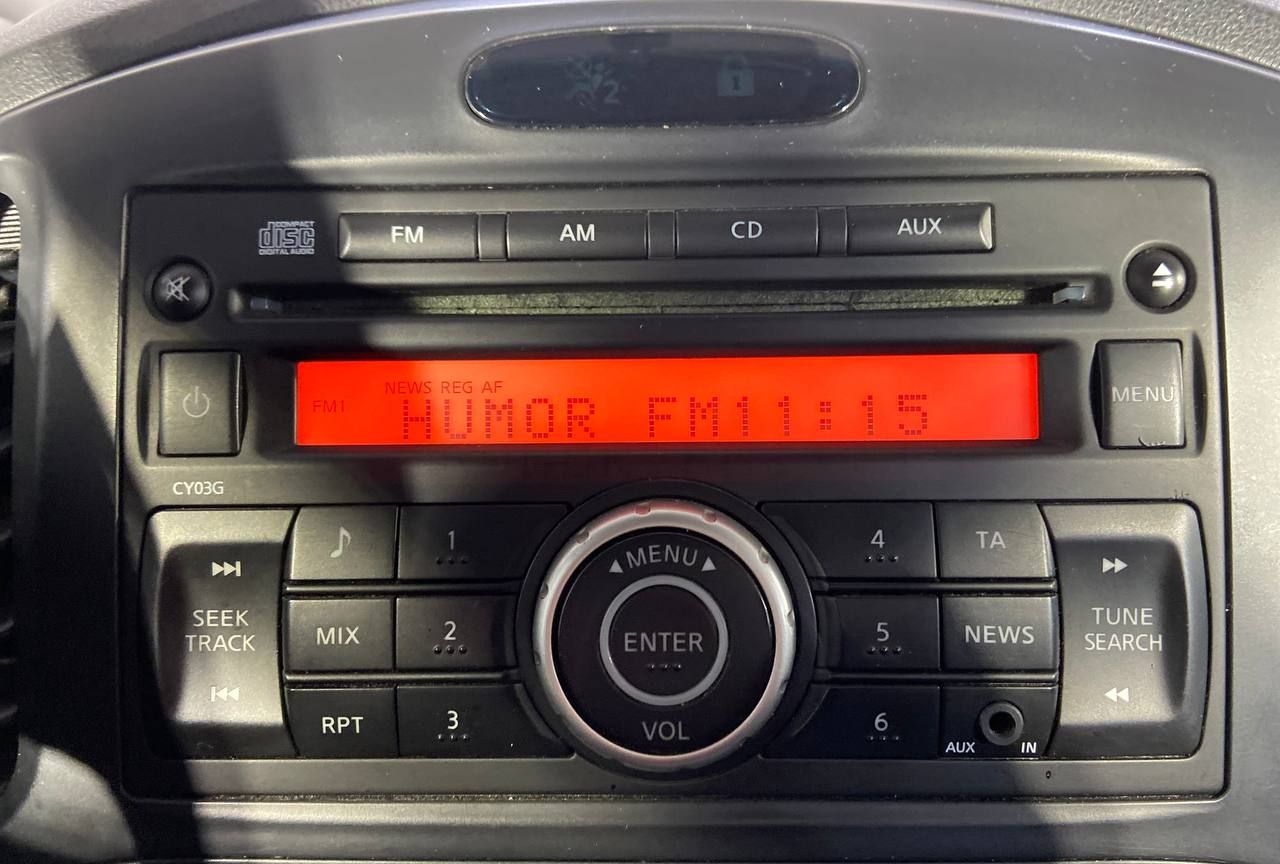 2
COMPACT
disc
DIGITAL AUDIO
FM
AM
CD
AUX
NEWS REG AF
FM1
HUMOR FM11:15
MENU
CY03G
SEEK
TRACK
1
MIX
2
RPT
3
MENU
ENTER
VOL
4
TA
5
NEWS
6
AUX
IN
TUNE
SEARCH